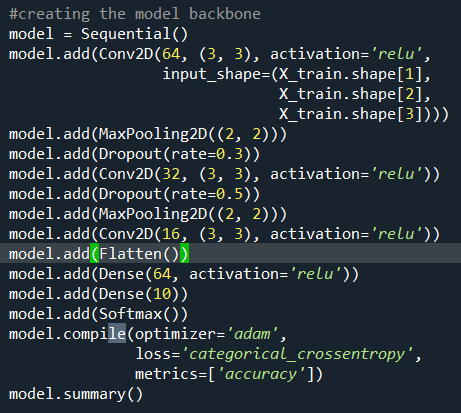 #creating the model backbone
model = Sequential()
model.add(Conv2D(64, (3, 3), activation='relu',
                 input_shape=(X_train.shape[1],
                              X_train.shape[2],
                              X_train.shape[3])))
model.add(MaxPooling2D((2, 2)))
model.add(Dropout(rate=0.3))
model.add(Conv2D(32, (3, 3), activation='relu'))
model.add(Dropout(rate=0.5))
model.add(MaxPooling2D((2, 2)))
model.add(Conv2D(16, (3, 3), activation='relu'))
model.add(Flatten())
model.add(Dense(64, activation='relu'))
model.add(Dense(10))
model.add(Softmax())
model.compile(optimizer='adam',
              loss='categorical_crossentropy',
              metrics=['accuracy'])
model.summary()